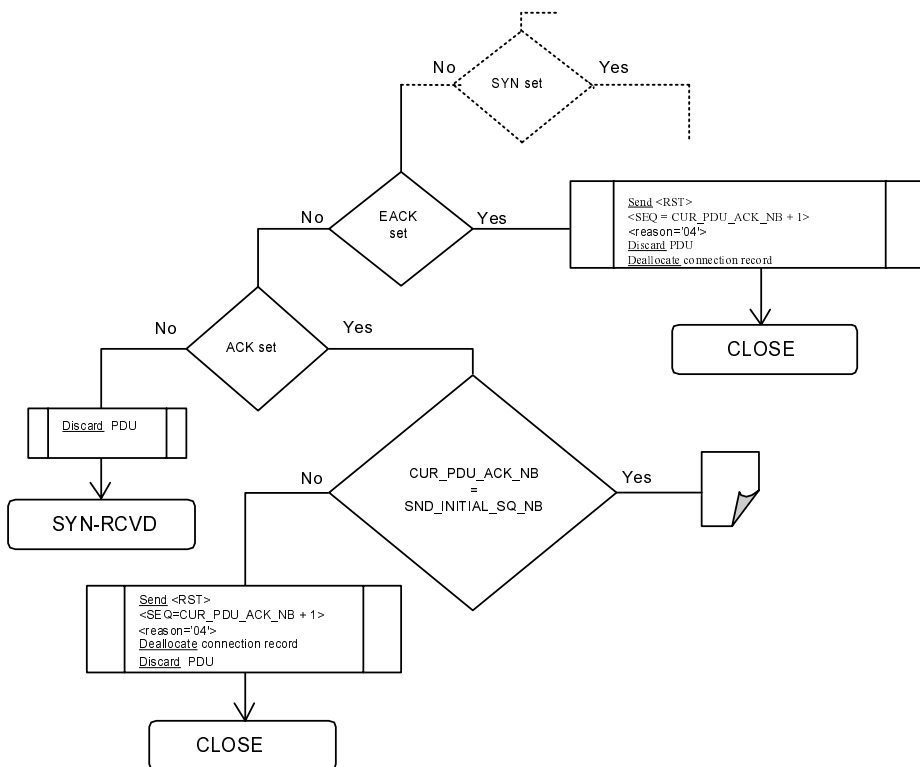 No
SYN set
Yes
No
EACK
set
Yes
Send <RST>
<SEQ = CUR_PDU_ACK_NB + 1>
<reason='04'>
Discard PDU
Deallocate connection record
CLOSE
No
ACK set
Yes
Discard PDU
SYN-RCVD
No
CUR_PDU_ACK_NB
=
SND_INITIAL_SQ_NB
Yes
Send <RST>
<SEQ=CUR_PDU_ACK_NB + 1>
<reason='04'>
Deallocate connection record
Discard PDU
CLOSE